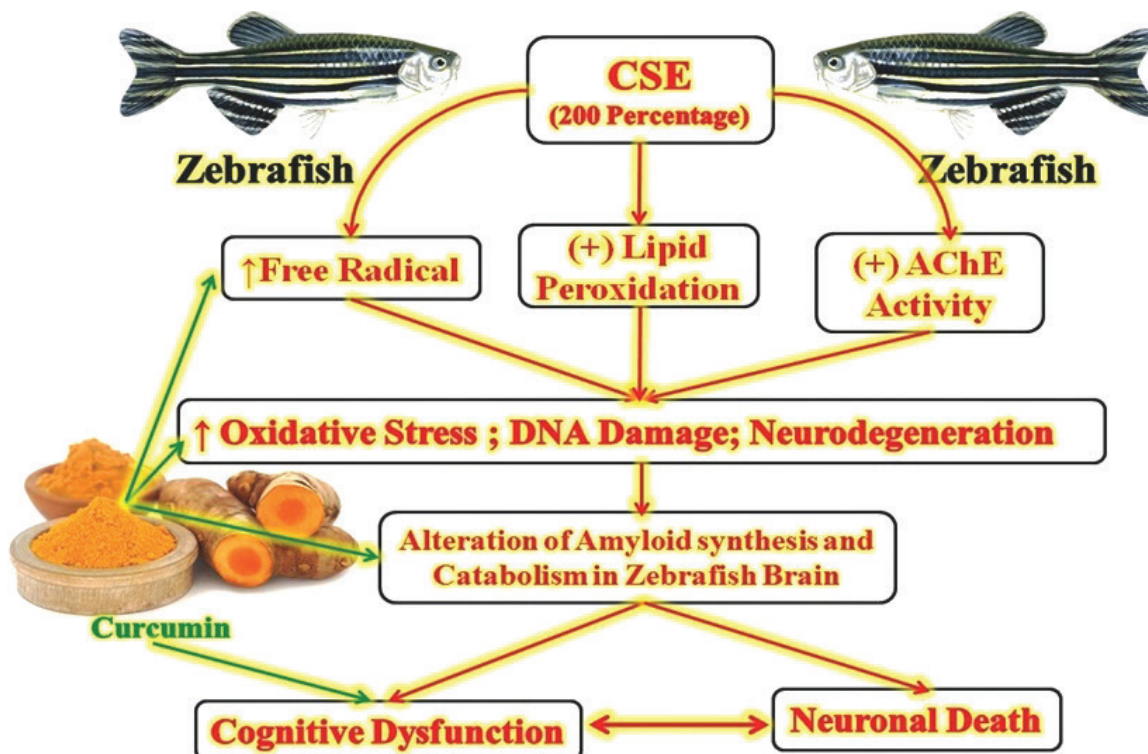 CSE
(200 Percentage)
Zebrafish
Zebrafish
↑Free Radical
(+) Lipid
Peroxidation
(+) AChE
Activity
↑ Oxidative Stress ; DNA Damage; Neurodegeneration
Alteration of Amyloid synthesis and
Catabolism in Zebrafish Brain
Curcumin
Cognitive Dysfunction
Neuronal Death